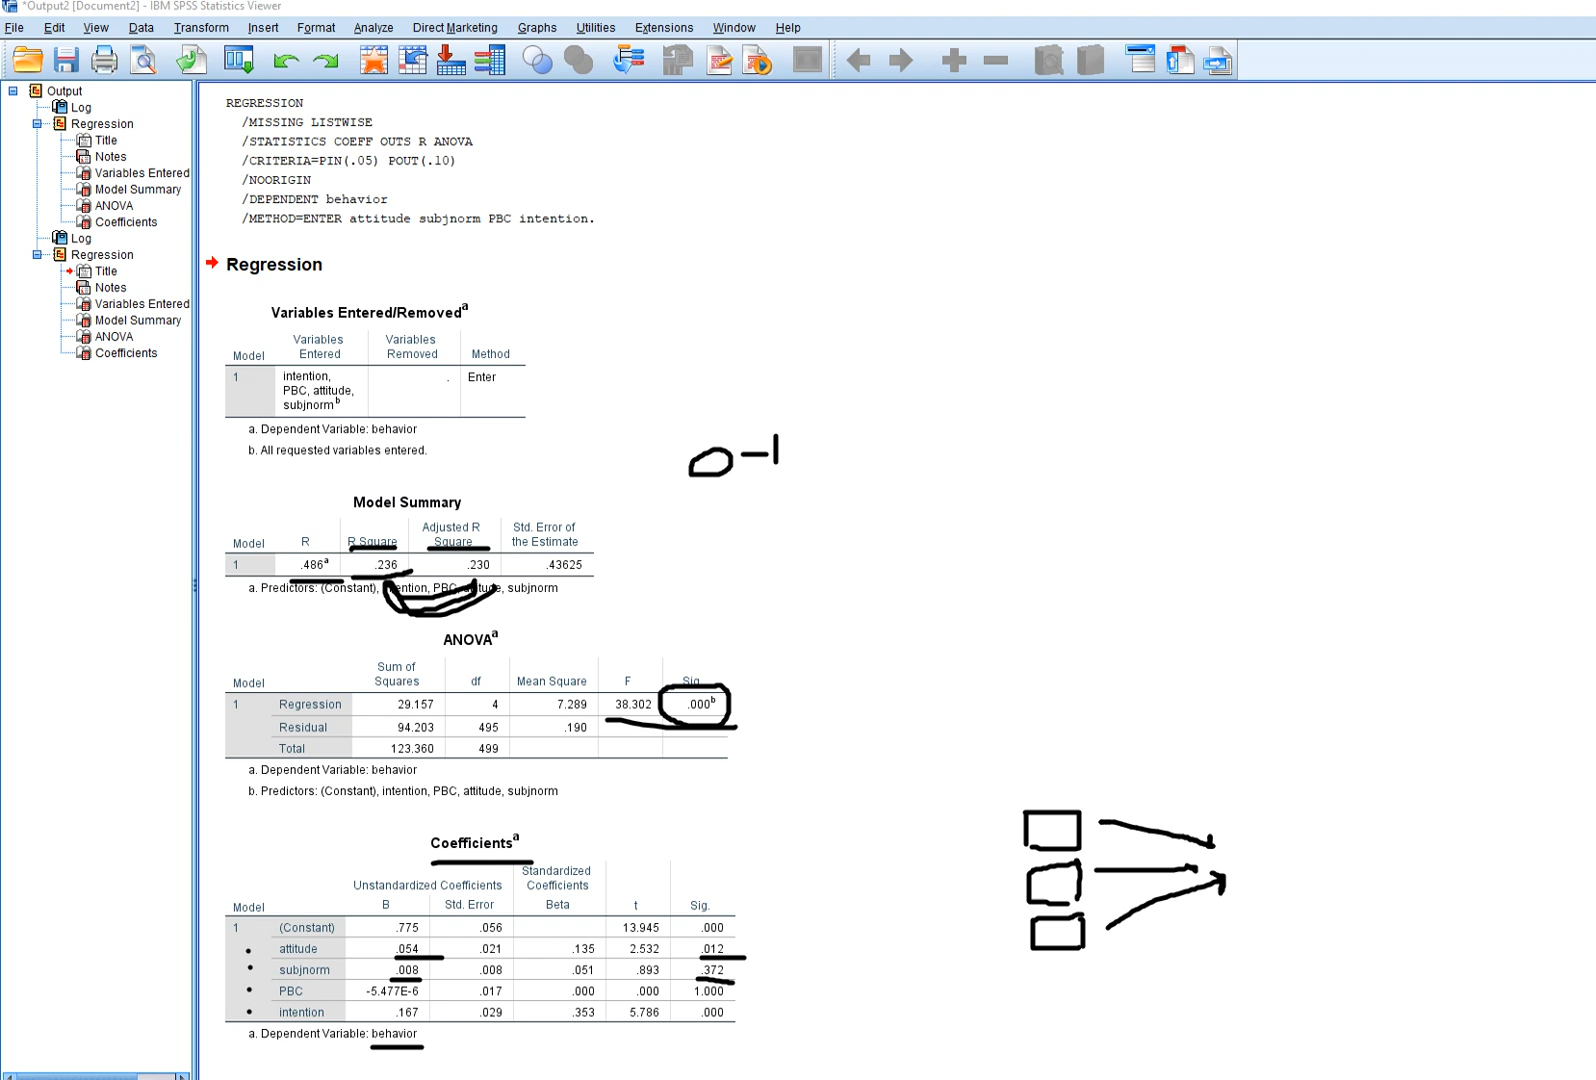 *Output2 [Document2] - IBM SPSS Statistics Viewer
File Edit View Data Transform Insert Format Analyze Direct Marketing Graphs Utilities Extensions Window Help
Output
Log
Regression
Title
Notes
Variables Entered
Model Summary
ANOVA
Coefficients
Log
Regression
Title
Notes
Variables Entered
Model Summary
ANOVA
Coefficients
REGRESSION
/MISSING LISTWISE
/STATISTICS COEFF OUTS R ANOVA
/CRITERIA=PIN(.05) POUT(.10)
/NOORIGIN
/DEPENDENT behavior
/METHOD=ENTER attitude subjnorm PBC intention.
Regression
Variables Entered/Removedᵃ
Variables Variables
Model Entered Removed Method
1 intention, . Enter
PBC, attitude,
subjnormᵇ
a. Dependent Variable: behavior
b. All requested variables entered.
0-1
Model Summary
Adjusted R Std. Error of
Model R R Square Square the Estimate
1 .486ᵃ .236 .230 .43625
a. Predictors: (Constant), intention, PBC, attitude, subjnorm
ANOVAᵃ
Sum of
Model Squares df Mean Square F Sig.
1 Regression 29.157 4 7.289 38.302 .000ᵇ
Residual 94.203 495 .190
Total 123.360 499
a. Dependent Variable: behavior
b. Predictors: (Constant), intention, PBC, attitude, subjnorm
Coefficientsᵃ
Standardized
Unstandardized Coefficients Coefficients
Model B Std. Error Beta t Sig.
1 (Constant) .775 .056 13.945 .000
attitude .054 .021 .135 2.532 .012
subjnorm .008 .008 .051 .893 .372
PBC -5.477E-6 .017 .000 .000 1.000
intention .167 .029 .353 5.786 .000
a. Dependent Variable: behavior